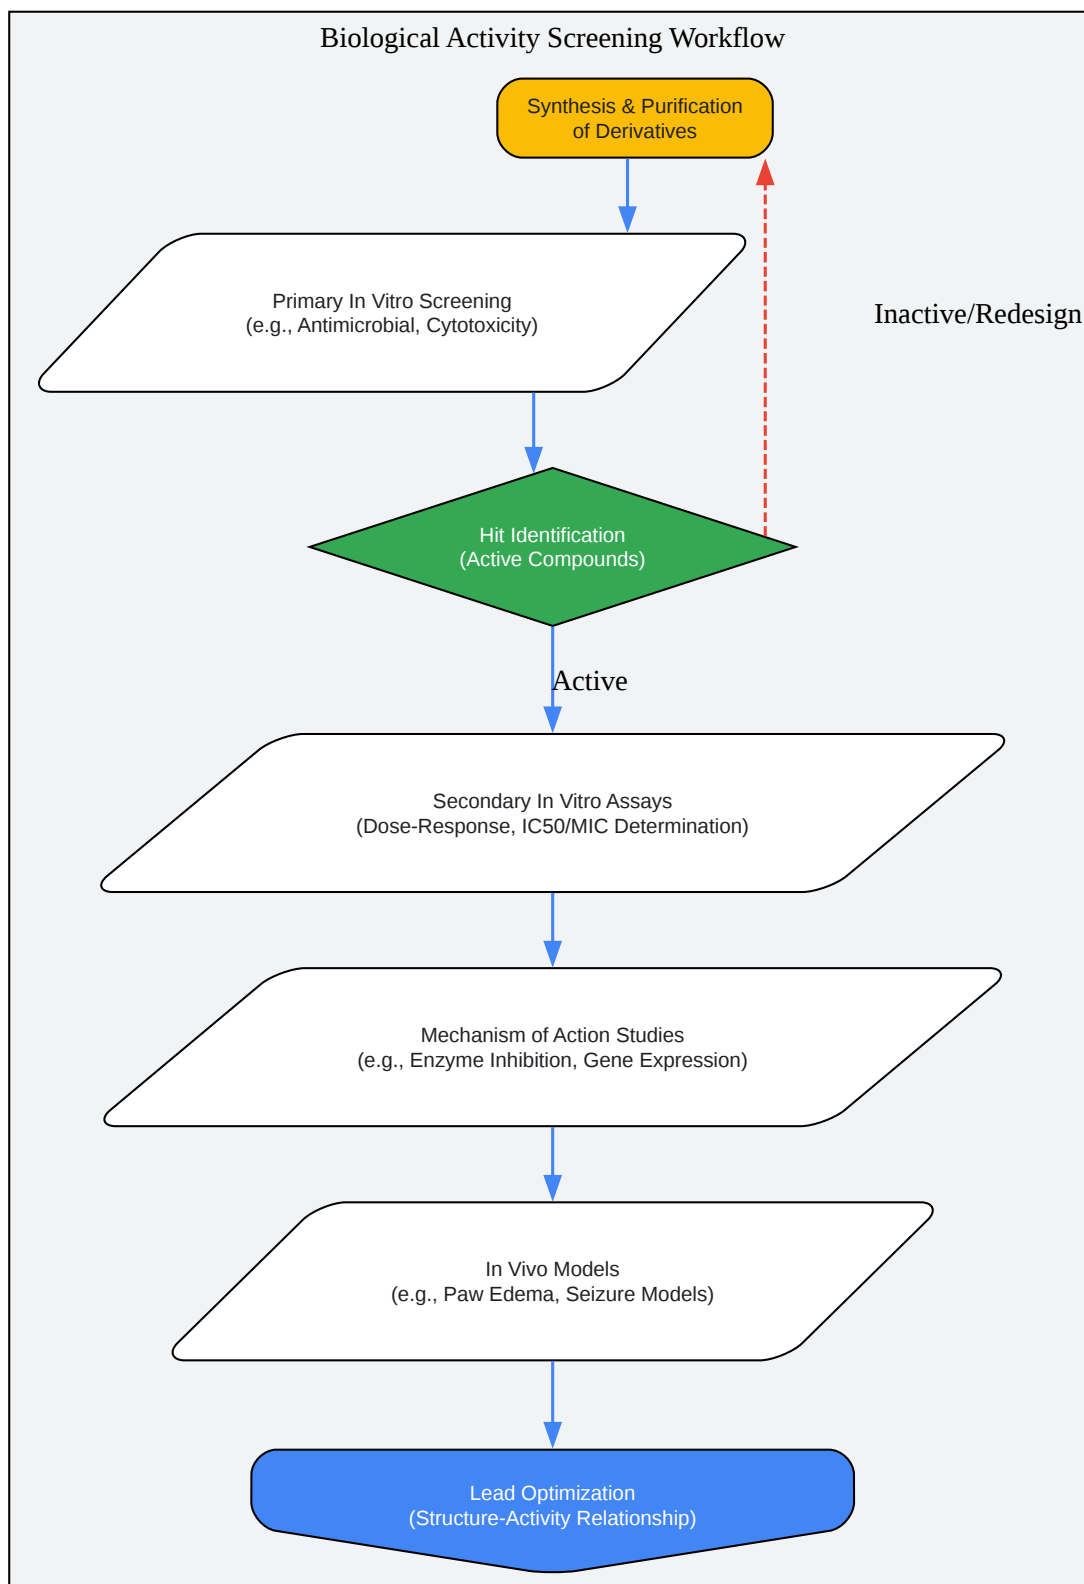 Biological Activity Screening Workflow
Synthesis & Purification
of Derivatives
Primary In Vitro Screening
(e.g., Antimicrobial, Cytotoxicity)
Inactive/Redesign
Hit Identification
(Active Compounds)
Active
Secondary In Vitro Assays
(Dose-Response, IC50/MIC Determination)
Mechanism of Action Studies
(e.g., Enzyme Inhibition, Gene Expression)
In Vivo Models
(e.g., Paw Edema, Seizure Models)
Lead Optimization
(Structure-Activity Relationship)